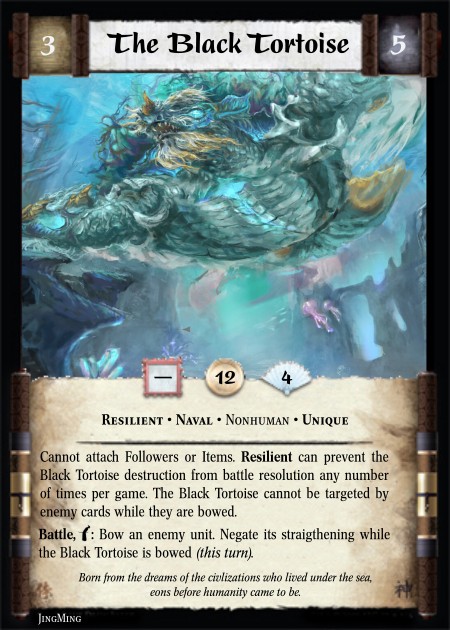 3
The Black Tortoise
5
—
12
4
Resilient • Naval • Nonhuman • Unique
Cannot attach Followers or Items. Resilient can prevent the
Black Tortoise destruction from battle resolution any number
of times per game. The Black Tortoise cannot be targeted by
enemy cards while they are bowed.
Battle, : Bow an enemy unit. Negate its straigthening while
the Black Tortoise is bowed (this turn).
Born from the dreams of the civlizations who lived under the sea,
eons before humanity came to be.
神
JingMing